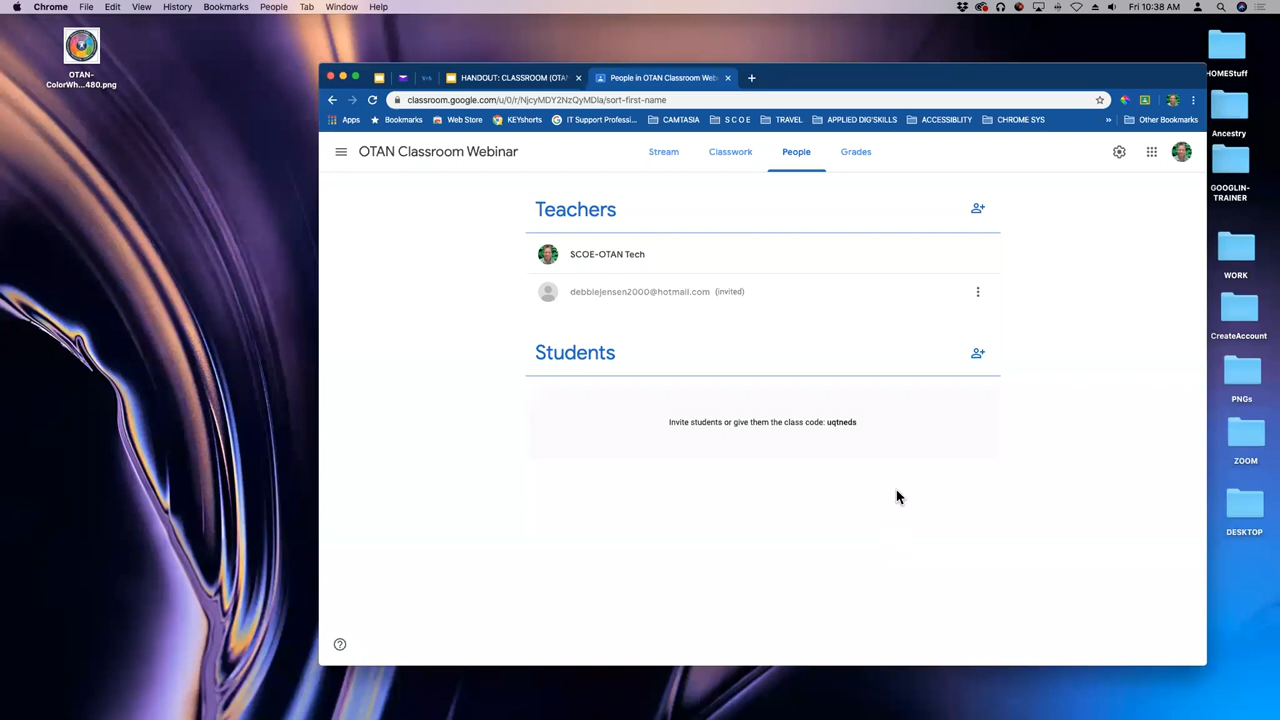 Chrome File Edit View History Bookmarks People Tab Window Help Fri 10:38 AM
OTAN-
ColorWh...480.png
HANDOUT: CLASSROOM (OTAN
People in OTAN Classroom Web
classroom.google.com/u/0/r/NjcyMDY2NzQyMDla/sort-first-name
Apps Bookmarks Web Store KEYshorts IT Support Professi... CAMTASIA S C O E TRAVEL APPLIED DIG'SKILLS ACCESSIBLITY CHROME SYS » Other Bookmarks
OTAN Classroom Webinar Stream Classwork People Grades
Teachers
SCOE-OTAN Tech
debbiejensen2000@hotmail.com (invited)
Students
Invite students or give them the class code: uqtneds
HOMEStuff
Ancestry
GOOGLIN-
TRAINER
WORK
CreateAccount
PNGs
ZOOM
DESKTOP